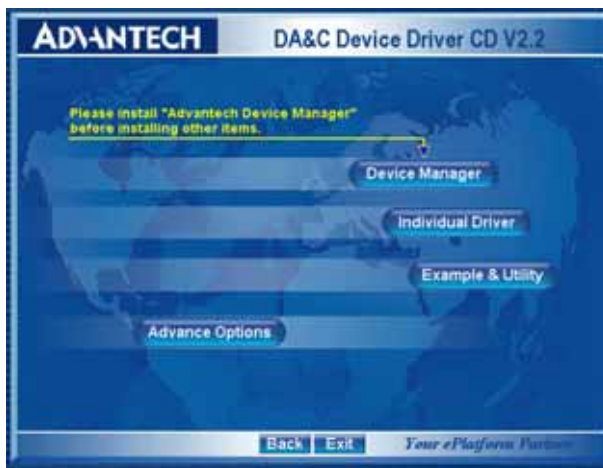 ADVANTECH
DA&C Device Driver CD V2.2
Please install "Advantech Device Manager"
before installing other items.
Device Manager
Individual Driver
Example & Utility
Advance Options
Back Exit
Your ePlatform Partner